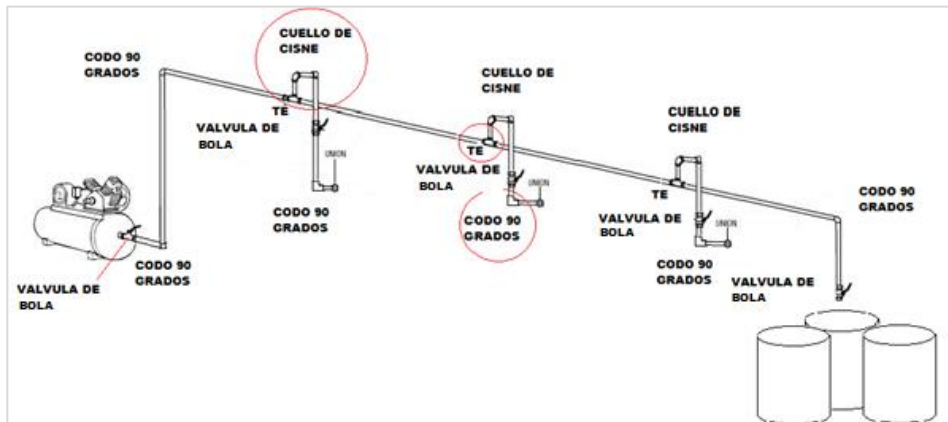 CUELLO DE
CISNE
CODO 90
GRADOS
TE
VALVULA DE
BOLA
UNION
CODO 90
GRADOS
CUELLO DE
CISNE
TE
VALVULA DE
BOLA
UNION
CODO 90
GRADOS
CUELLO DE
CISNE
TE
VALVULA DE
BOLA
UNION
CODO 90
GRADOS
CODO 90
GRADOS
VALVULA DE
BOLA
CODO 90
GRADOS
VALVULA DE
BOLA